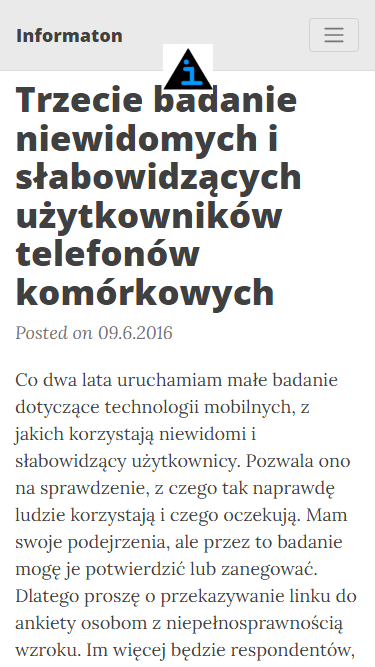 Informaton
Trzecie badanie
niewidomych i
słabowidzących
użytkowników
telefonów
komórkowych
Posted on 09.6.2016
Co dwa lata uruchamiam małe badanie
dotyczące technologii mobilnych, z
jakich korzystają niewidomi i
słabowidzący użytkownicy. Pozwala ono
na sprawdzenie, z czego tak naprawdę
ludzie korzystają i czego oczekują. Mam
swoje podejrzenia, ale przez to badanie
mogę je potwierdzić lub zanegować.
Dlatego proszę o przekazywanie linku do
ankiety osobom z niepełnosprawnością
wzroku. Im więcej będzie respondentów,